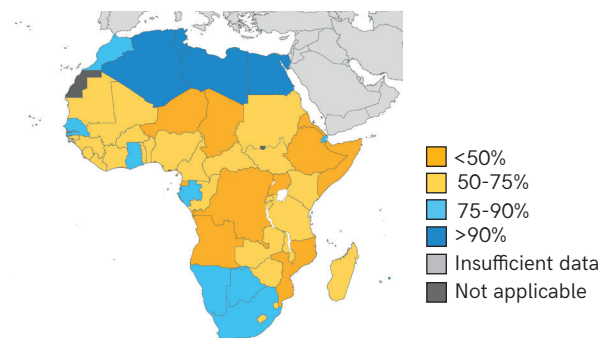 <50%
50-75%
75-90%
>90%
Insufficient data
Not applicable